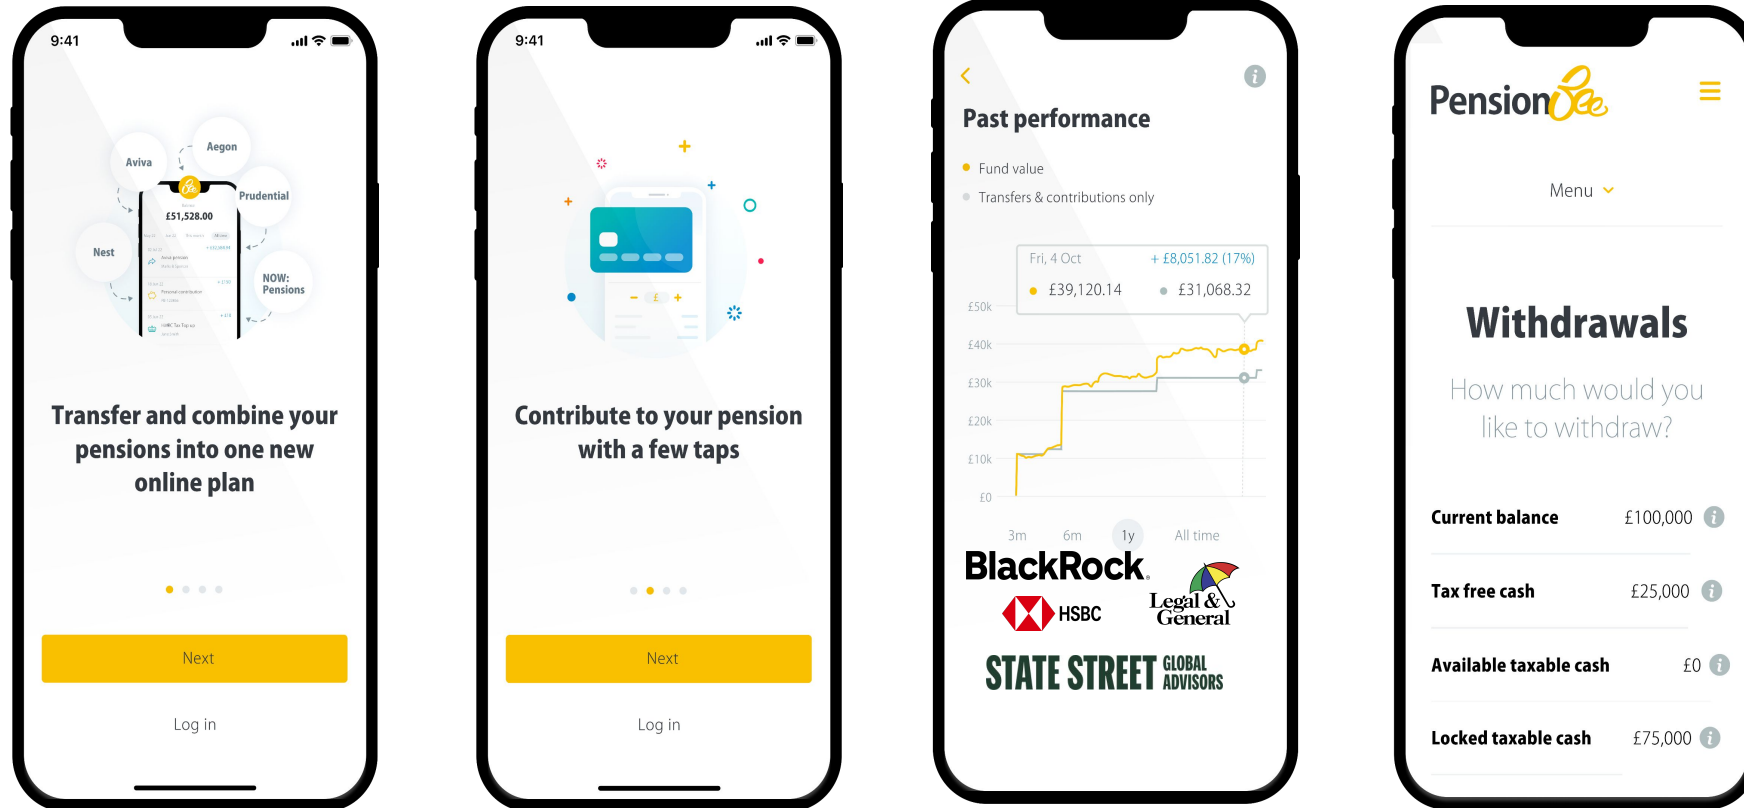 9:41
Aegon
Aviva
Prudential
£51,528.00
Nest
NOW:
Pensions
Transfer and combine your
pensions into one new
online plan
Next
Log in
9:41
£
Contribute to your pension
with a few taps
Next
Log in
Past performance
Fund value
Transfers & contributions only
Fri, 4 Oct + £8,051.82 (17%)
£39,120.14 £31,068.32
£50k
£40k
£30k
£20k
£10k
£0
3m 6m 1y All time
BlackRock.
HSBC
Legal &
General
STATE STREET GLOBAL
ADVISORS
PensionBee
Menu
Withdrawals
How much would you
like to withdraw?
Current balance £100,000
Tax free cash £25,000
Available taxable cash £0
Locked taxable cash £75,000